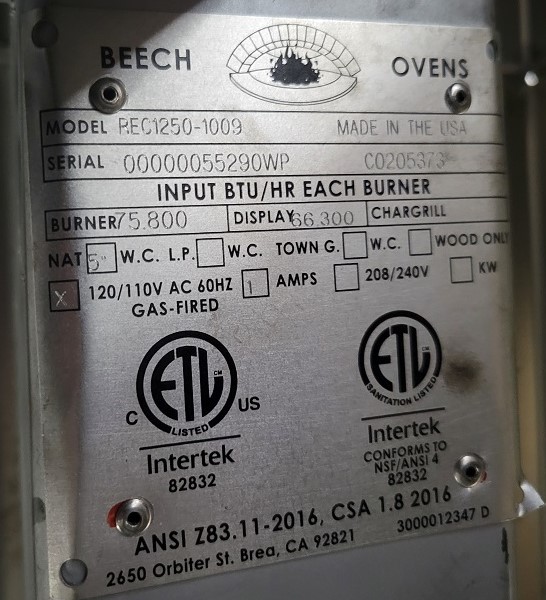 BEECH OVENS
MODEL REC1250-1009 MADE IN THE USA
SERIAL 00000055290WP C0205373
INPUT BTU/HR EACH BURNER
BURNER 75.800 DISPLAY 66.300 CHARGRILL
NAT 5" W.C. L.P. W.C. TOWN G. W.C. WOOD ONLY
X 120/110V AC 60HZ 1 AMPS 208/240V KW
GAS-FIRED
ETL CM
C LISTED US
Intertek
82832
ETL CM
SANITATION LISTED
Intertek
CONFORMS TO
NSF/ANSI 4
82832
ANSI Z83.11-2016, CSA 1.8 2016
2650 Orbiter St. Brea, CA 92821 3000012347 D